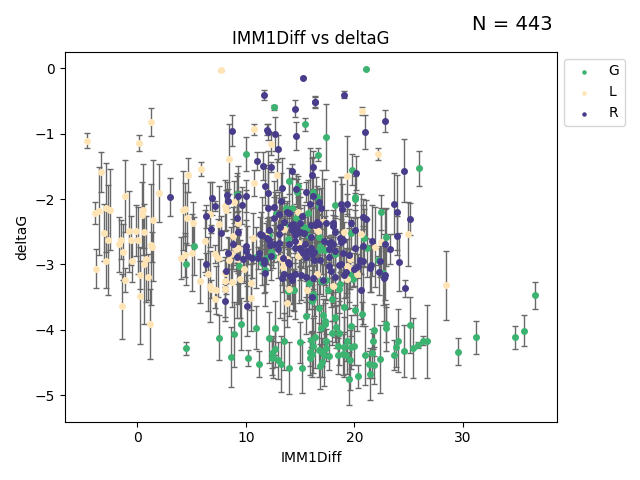 N = 443
IMM1Diff vs deltaG
G
L
R
deltaG
0
−1
−2
−3
−4
−5
0
10
20
30
IMM1Diff